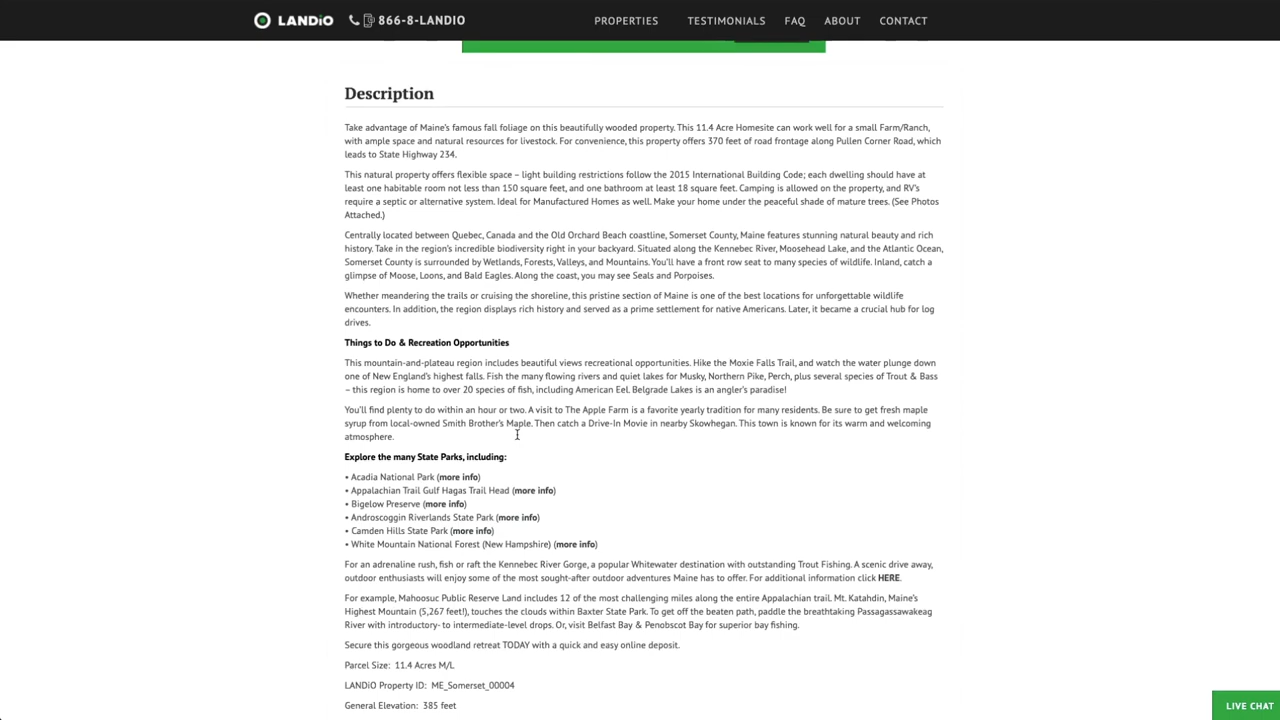 LANDiO 866-8-LANDIO PROPERTIES TESTIMONIALS FAQ ABOUT CONTACT
Description
Take advantage of Maine's famous fall foliage on this beautifully wooded property. This 11.4 Acre Homesite can work well for a small Farm/Ranch,
with ample space and natural resources for livestock. For convenience, this property offers 370 feet of road frontage along Pullen Corner Road, which
leads to State Highway 234.
This natural property offers flexible space – light building restrictions follow the 2015 International Building Code; each dwelling should have at
least one habitable room not less than 150 square feet, and one bathroom at least 18 square feet. Camping is allowed on the property, and RV's
require a septic or alternative system. Ideal for Manufactured Homes as well. Make your home under the peaceful shade of mature trees. (See Photos
Attached.)
Centrally located between Quebec, Canada and the Old Orchard Beach coastline, Somerset County, Maine features stunning natural beauty and rich
history. Take in the region's incredible biodiversity right in your backyard. Situated along the Kennebec River, Moosehead Lake, and the Atlantic Ocean,
Somerset County is surrounded by Wetlands, Forests, Valleys, and Mountains. You'll have a front row seat to many species of wildlife. Inland, catch a
glimpse of Moose, Loons, and Bald Eagles. Along the coast, you may see Seals and Porpoises.
Whether meandering the trails or cruising the shoreline, this pristine section of Maine is one of the best locations for unforgettable wildlife
encounters. In addition, the region displays rich history and served as a prime settlement for native Americans. Later, it became a crucial hub for log
drives.
Things to Do & Recreation Opportunities
This mountain-and-plateau region includes beautiful views recreational opportunities. Hike the Moxie Falls Trail, and watch the water plunge down
one of New England's highest falls. Fish the many flowing rivers and quiet lakes for Musky, Northern Pike, Perch, plus several species of Trout & Bass
– this region is home to over 20 species of fish, including American Eel. Belgrade Lakes is an angler's paradise!
You'll find plenty to do within an hour or two. A visit to The Apple Farm is a favorite yearly tradition for many residents. Be sure to get fresh maple
syrup from local-owned Smith Brother's Maple. Then catch a Drive-In Movie in nearby Skowhegan. This town is known for its warm and welcoming
atmosphere.
Explore the many State Parks, including:
• Acadia National Park (more info)
• Appalachian Trail Gulf Hagas Trail Head (more info)
• Bigelow Preserve (more info)
• Androscoggin Riverlands State Park (more info)
• Camden Hills State Park (more info)
• White Mountain National Forest (New Hampshire) (more info)
For an adrenaline rush, fish or raft the Kennebec River Gorge, a popular Whitewater destination with outstanding Trout Fishing. A scenic drive away,
outdoor enthusiasts will enjoy some of the most sought-after outdoor adventures Maine has to offer. For additional information click HERE.
For example, Mahoosuc Public Reserve Land includes 12 of the most challenging miles along the entire Appalachian trail. Mt. Katahdin, Maine's
Highest Mountain (5,267 feet!), touches the clouds within Baxter State Park. To get off the beaten path, paddle the breathtaking Passagassawakeag
River with introductory- to intermediate-level drops. Or, visit Belfast Bay & Penobscot Bay for superior bay fishing.
Secure this gorgeous woodland retreat TODAY with a quick and easy online deposit.
Parcel Size: 11.4 Acres M/L
LANDiO Property ID: ME_Somerset_00004
General Elevation: 385 feet
LIVE CHAT